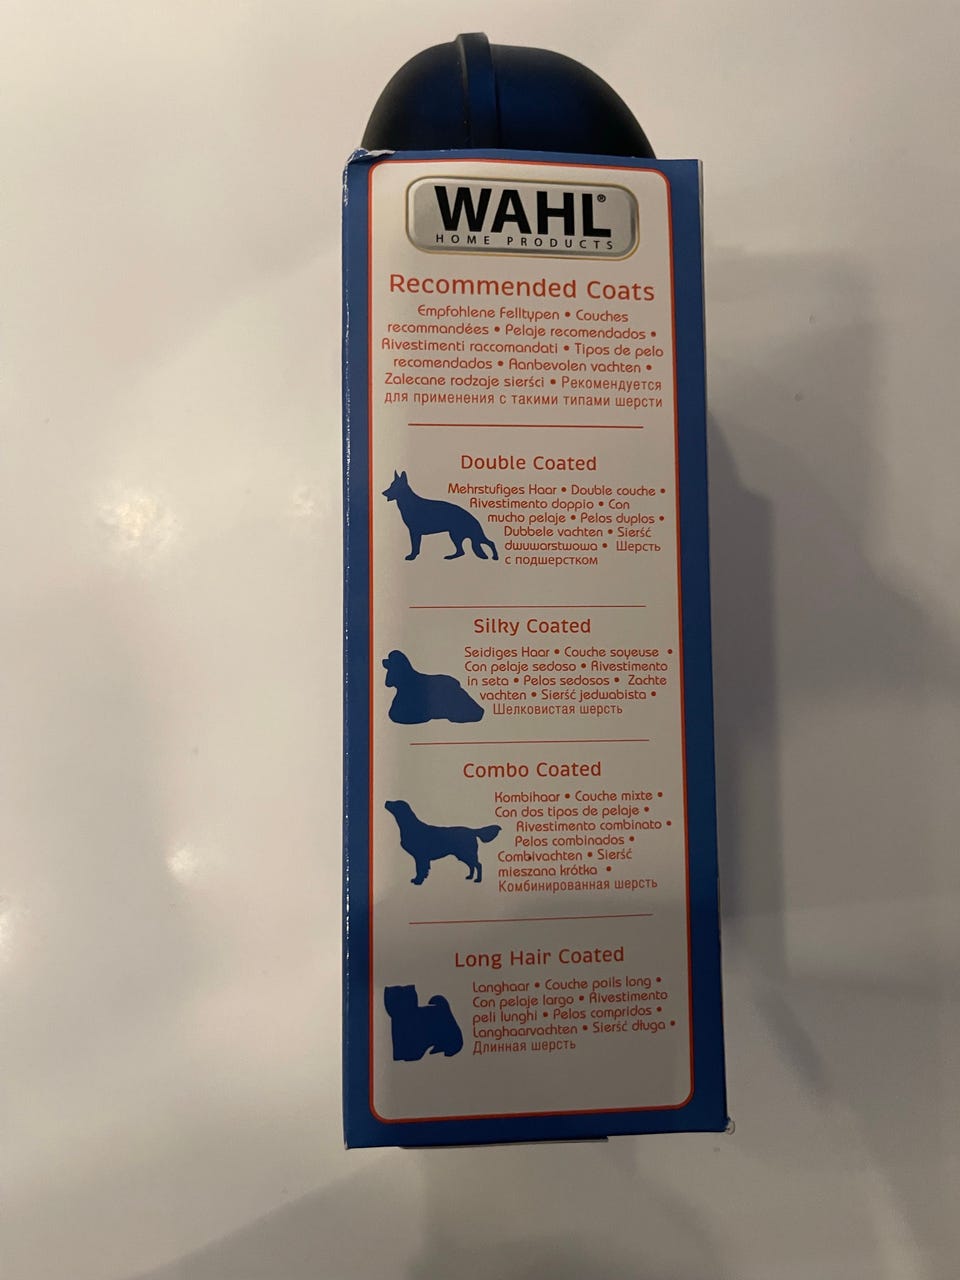 WAHL®
HOME PRODUCTS
Recommended Coats
Empfohlene Felltypen • Couches
recommandées • Pelaje recomendados •
Rivestimenti raccomandati • Tipos de pelo
recomendados • Aanbevolen vachten •
Zalecane rodzaje sierści • Рекомендуется
для применения с такими типами шерсти
Double Coated
Mehrstufiges Haar • Double couche •
Rivestimento doppio • Con
mucho pelaje • Pelos duplos •
Dubbele vachten • Sierść
dwuwarstwowa • Шерсть
с подшерстком
Silky Coated
Seidiges Haar • Couche soyeuse •
Con pelaje sedoso • Rivestimento
in seta • Pelos sedosos • Zachte
vachten • Sierść jedwabista •
Шелковистая шерсть
Combo Coated
Kombihaar • Couche mixte •
Con dos tipos de pelaje •
Rivestimento combinato •
Pelos combinados •
Combivachten • Sierść
mieszana krótka •
Комбинированная шерсть
Long Hair Coated
Langhaar • Couche poils long •
Con pelaje largo • Rivestimento
peli lunghi • Pelos compridos •
Langhaarvachten • Sierść długa •
Длинная шерсть